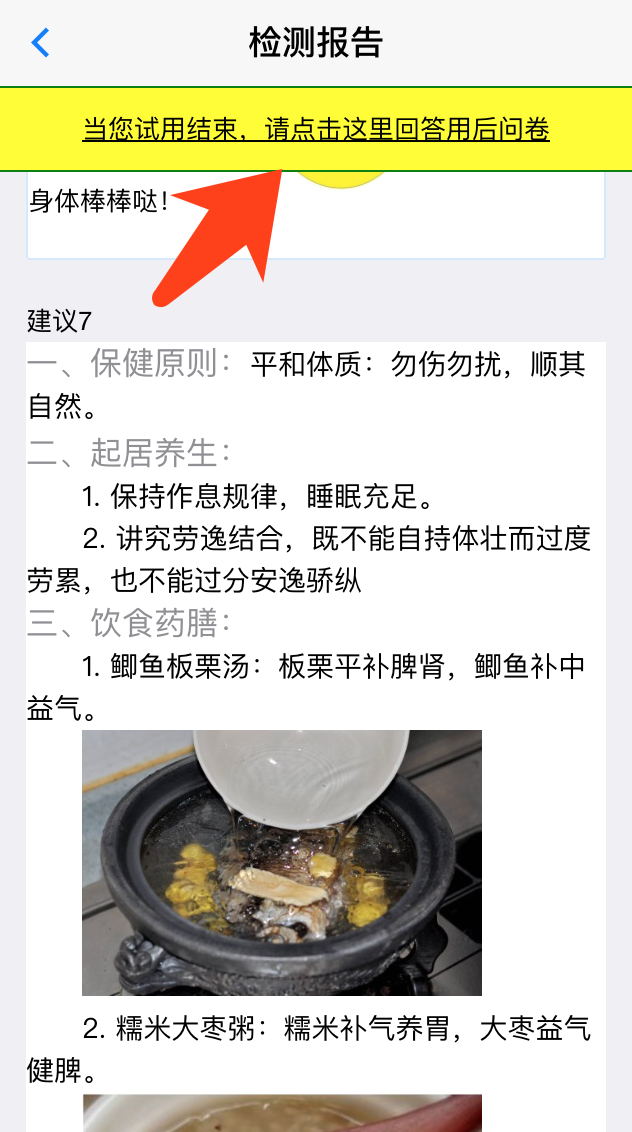 检测报告
当您试用结束，请点击这里回答用后问卷
身体棒棒哒！
建议7
一、保健原则：平和体质：勿伤勿扰，顺其
自然。
二、起居养生：
1. 保持作息规律，睡眠充足。
2. 讲究劳逸结合，既不能自持体壮而过度
劳累，也不能过分安逸骄纵
三、饮食药膳：
1. 鲫鱼板栗汤：板栗平补脾肾，鲫鱼补中
益气。
2. 糯米大枣粥：糯米补气养胃，大枣益气
健脾。